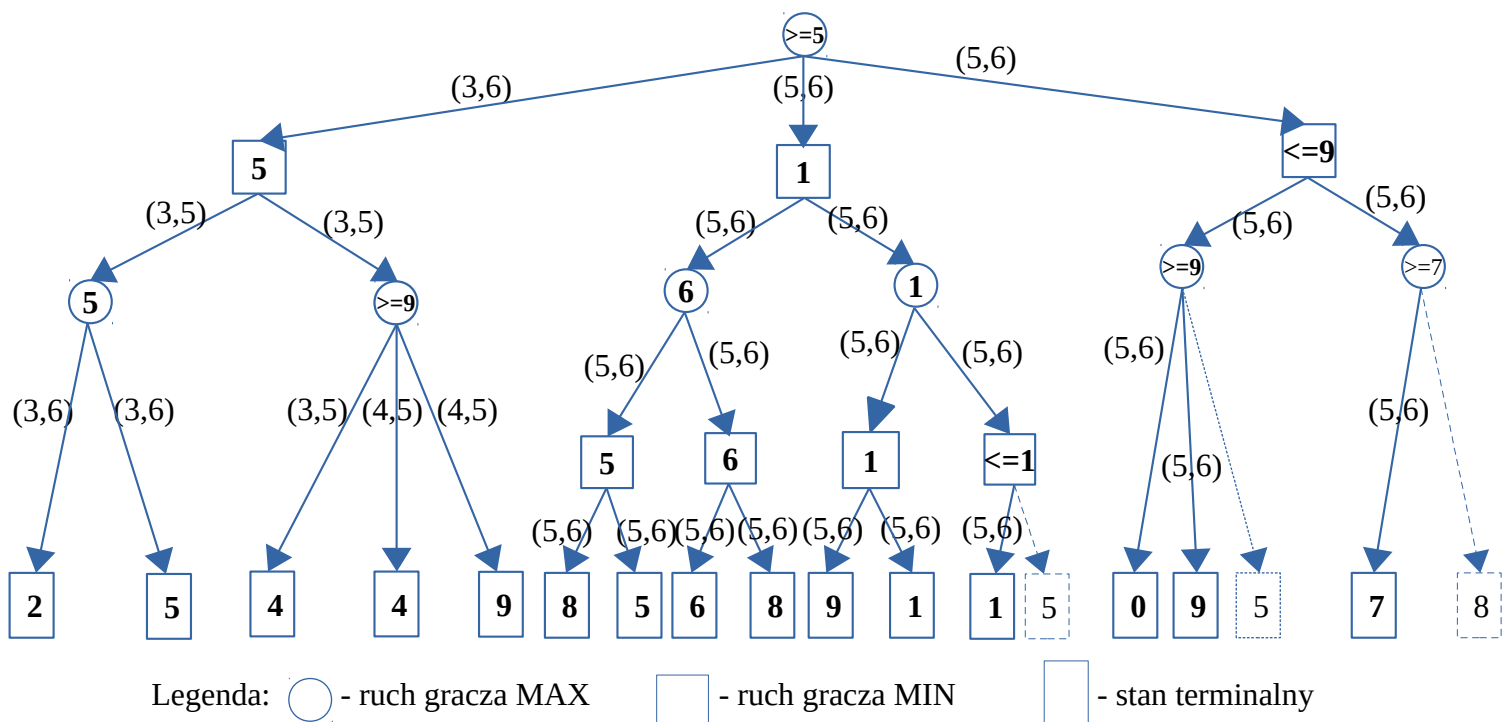 >=5
(3,6) (5,6) (5,6)
5 1 <=9
(3,5) (3,5) (5,6) (5,6) (5,6) (5,6)
5 >=9 6 1 >=9 >=7
(5,6) (5,6) (5,6) (5,6) (5,6)
(3,6) (3,6) (3,5) (4,5) (4,5) (5,6)
5 6 1 <=1 (5,6)
(5,6) (5,6) (5,6) (5,6) (5,6) (5,6) (5,6)
2 5 4 4 9 8 5 6 8 9 1 1 5 0 9 5 7 8
Legenda: - ruch gracza MAX - ruch gracza MIN - stan terminalny